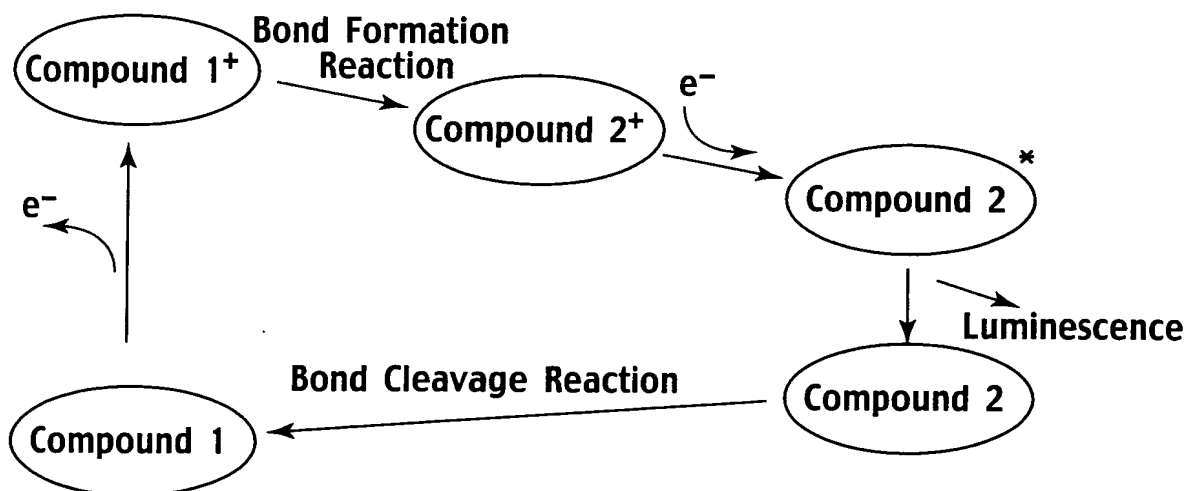 Bond Formation
Reaction
Compound 1⁺
Compound 2⁺
e⁻
*
Compound 2
e⁻
Luminescence
Bond Cleavage Reaction
Compound 2
Compound 1